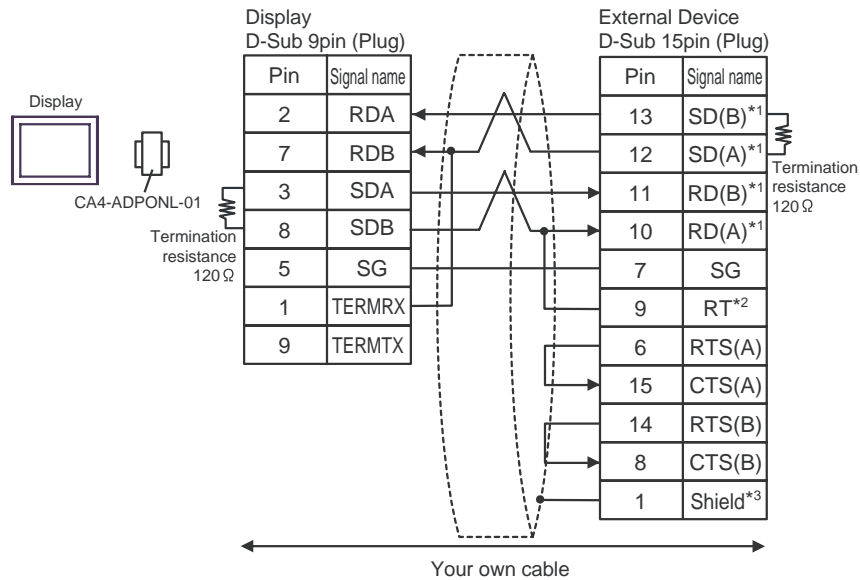 Display
D-Sub 9pin (Plug)
External Device
D-Sub 15pin (Plug)
Display
CA4-ADPONL-01
Termination
resistance
120Ω
Pin Signal name
2 RDA
7 RDB
3 SDA
8 SDB
5 SG
1 TERMRX
9 TERMTX
Pin Signal name
13 SD(B)*1
12 SD(A)*1
11 RD(B)*1
10 RD(A)*1
7 SG
9 RT*2
6 RTS(A)
15 CTS(A)
14 RTS(B)
8 CTS(B)
1 Shield*3
Termination
resistance
120Ω
Your own cable